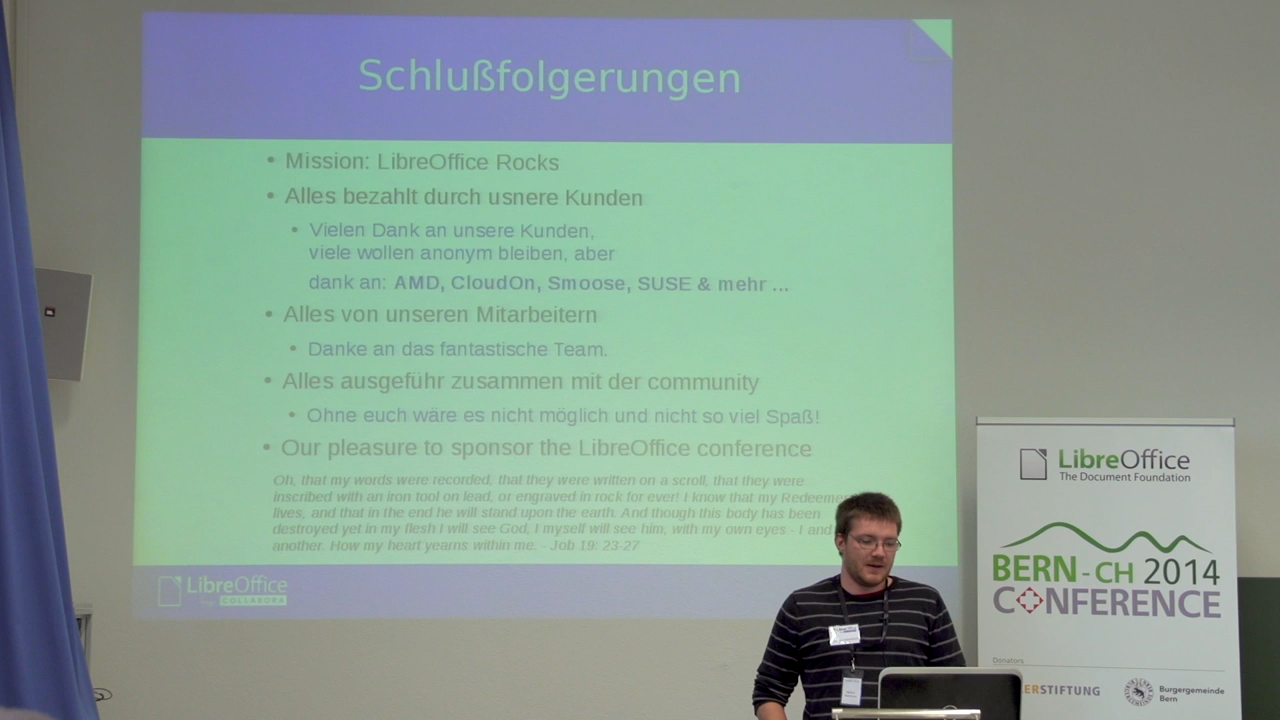 Schlußfolgerungen
• Mission: LibreOffice Rocks
• Alles bezahlt durch usnere Kunden
• Vielen Dank an unsere Kunden,
viele wollen anonym bleiben, aber
dank an: AMD, CloudOn, Smoose, SUSE & mehr ...
• Alles von unseren Mitarbeitern
• Danke an das fantastische Team.
• Alles ausgeführ zusammen mit der community
• Ohne euch wäre es nicht möglich und nicht so viel Spaß!
• Our pleasure to sponsor the LibreOffice conference
Oh, that my words were recorded, that they were written on a scroll, that they were
inscribed with an iron tool on lead, or engraved in rock for ever! I know that my Redeemer
lives, and that in the end he will stand upon the earth. And though this body has been
destroyed yet in my flesh I will see God, I myself will see him, with my own eyes - I and
another. How my heart yearns within me. - Job 19: 23-27
LibreOffice
COLLABORA
LibreOffice
The Document Foundation
BERN - CH 2014
CONFERENCE
Donators
ERSTIFTUNG
Burgergemeinde
Bern